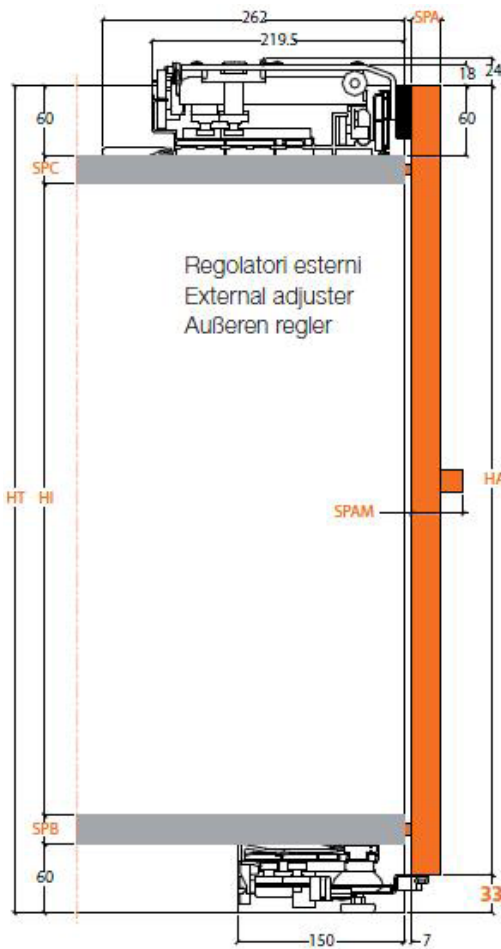 262
SPA
219.5
24
18
60
60
SPC
Regolatori esterni
External adjuster
Außeren regler
HT
HI
HA
SPAM
SPB
60
33
150
7